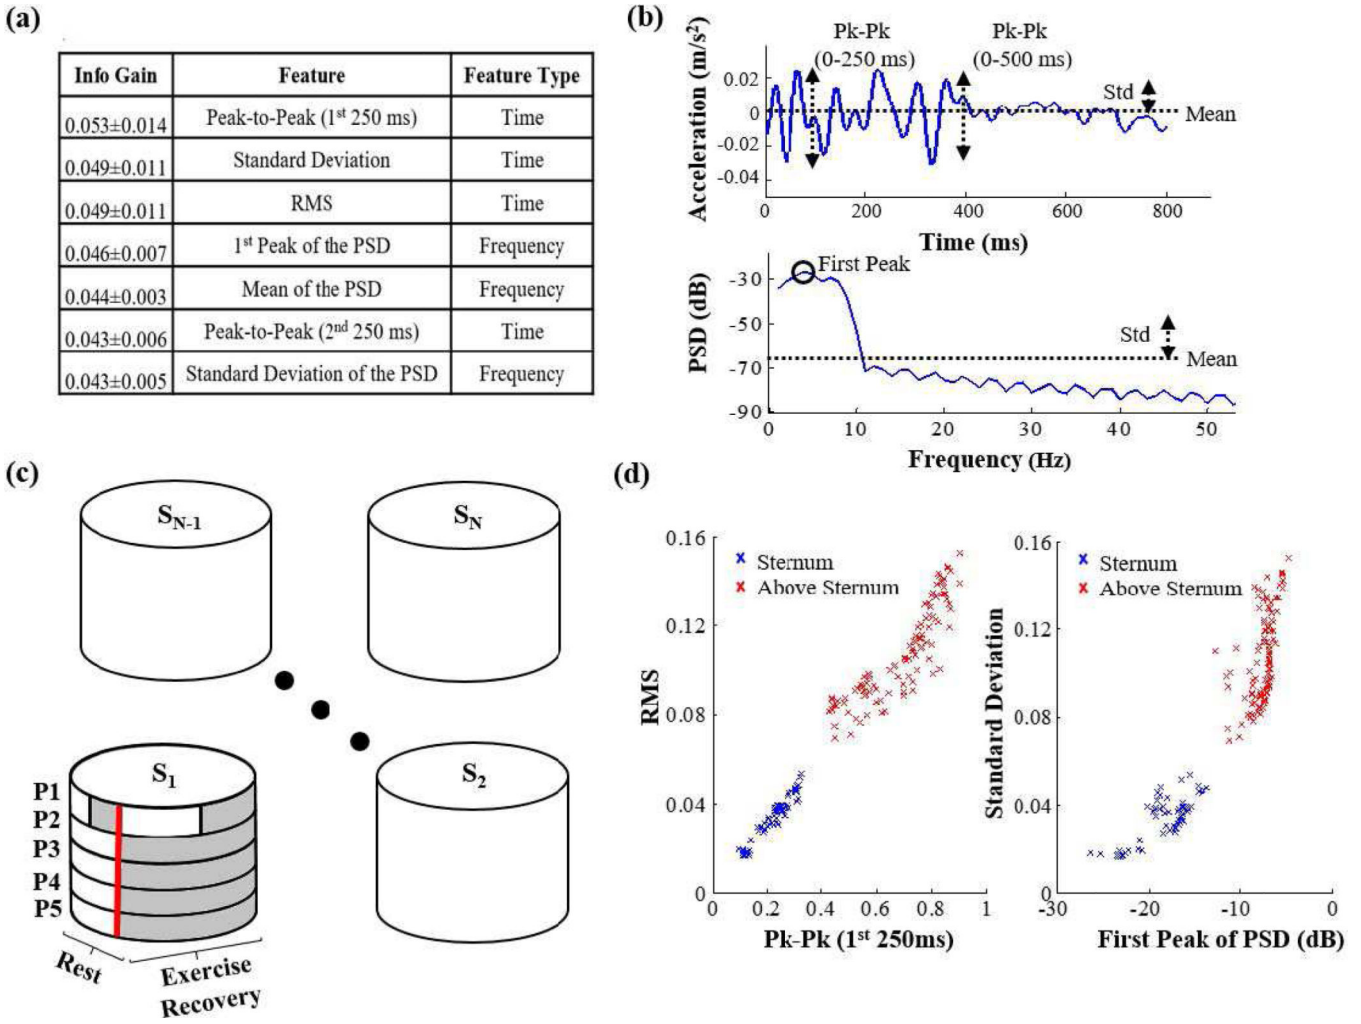 (a)
Info Gain Feature Feature Type
0.053±0.014 Peak-to-Peak (1st 250 ms) Time
0.049±0.011 Standard Deviation Time
0.049±0.011 RMS Time
0.046±0.007 1st Peak of the PSD Frequency
0.044±0.003 Mean of the PSD Frequency
0.043±0.006 Peak-to-Peak (2nd 250 ms) Time
0.043±0.005 Standard Deviation of the PSD Frequency
(b)
Acceleration (m/s²)
Pk-Pk
(0-250 ms)
Pk-Pk
(0-500 ms)
Std
Mean
0.02
0
-0.02
-0.04
0 200 400 600 800
Time (ms)
PSD (dB)
First Peak
Std
Mean
-30
-50
-70
-90
0 10 20 30 40 50
Frequency (Hz)
(c)
SN-1
SN
S1
S2
P1
P2
P3
P4
P5
Rest
Exercise
Recovery
(d)
RMS
0.16
0.12
0.08
0.04
0
Sternum
Above Sternum
0 0.2 0.4 0.6 0.8 1
Pk-Pk (1st 250ms)
Standard Deviation
0.16
0.12
0.08
0.04
0
Sternum
Above Sternum
-30 -20 -10 0
First Peak of PSD (dB)